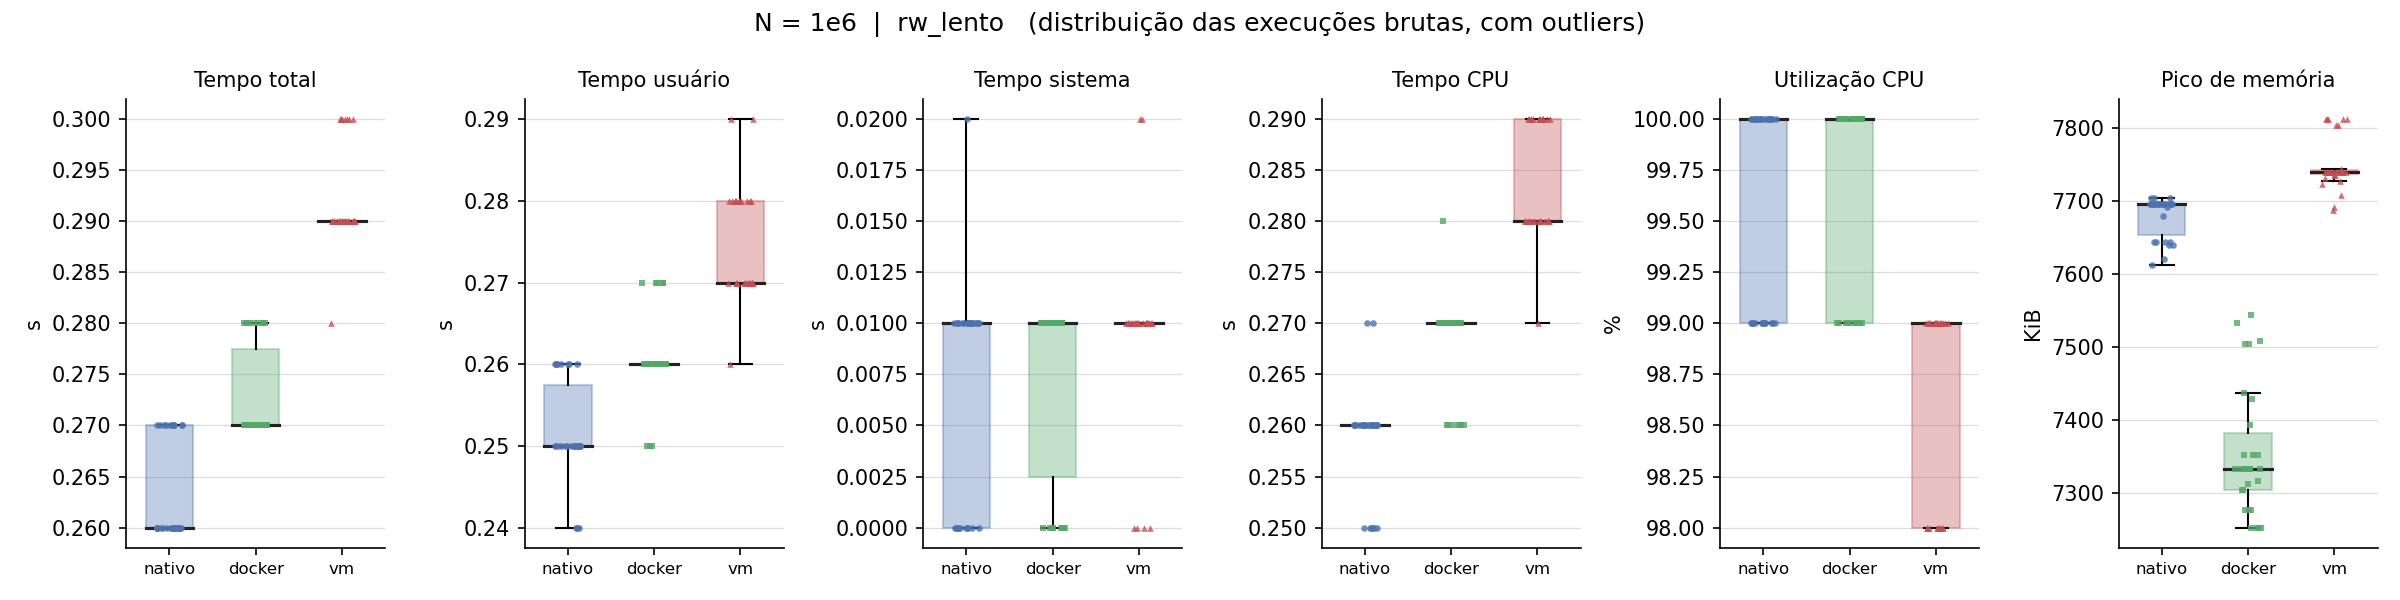 N = 1e6 | rw_lento (distribuição das execuções brutas, com outliers)
Tempo total
s
0.300
0.295
0.290
0.285
0.280
0.275
0.270
0.265
0.260
nativo docker vm
Tempo usuário
s
0.29
0.28
0.27
0.26
0.25
0.24
nativo docker vm
Tempo sistema
s
0.0200
0.0175
0.0150
0.0125
0.0100
0.0075
0.0050
0.0025
0.0000
nativo docker vm
Tempo CPU
s
0.290
0.285
0.280
0.275
0.270
0.265
0.260
0.255
0.250
nativo docker vm
Utilização CPU
%
100.00
99.75
99.50
99.25
99.00
98.75
98.50
98.25
98.00
nativo docker vm
Pico de memória
KiB
7800
7700
7600
7500
7400
7300
nativo docker vm